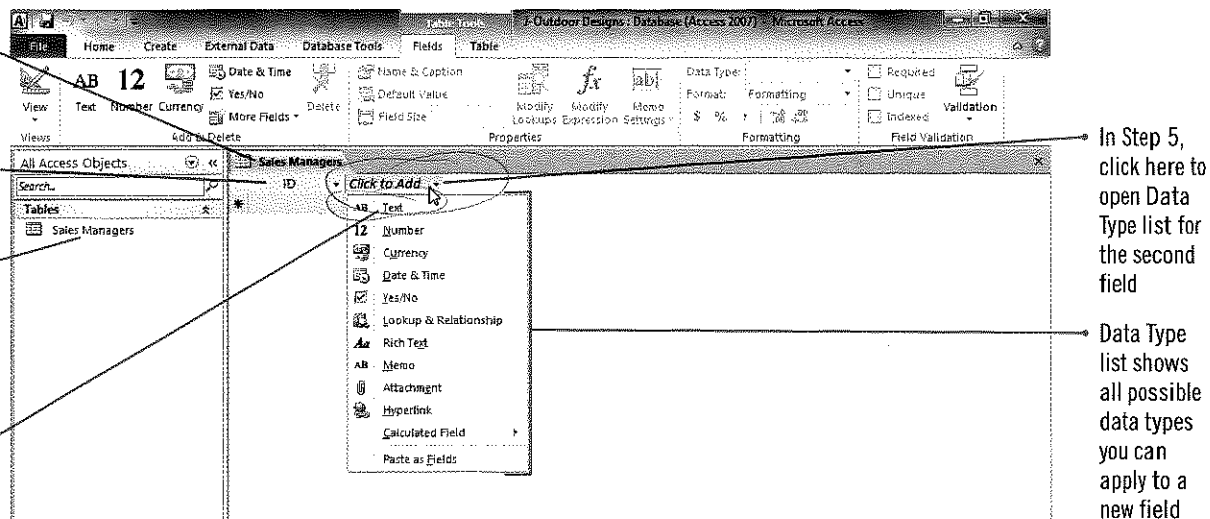 Table Tools
J-Outdoor Designs : Database (Access 2007) - Microsoft Access
File Home Create External Data Database Tools Fields Table
AB 12 Date & Time Name & Caption fx ab| Data Type: Required
Yes/No Default Value Format: Formatting Unique
View Text Number Currency More Fields Delete Field Size Modify Lookups Modify Expression Memo Settings $ % Indexed Validation
Views Add & Delete Properties Formatting Field Validation
All Access Objects «
Search...
Tables
Sales Managers
Sales Managers
ID Click to Add
AB Text
12 Number
Currency
Date & Time
Yes/No
Lookup & Relationship
Aa Rich Text
AB Memo
Attachment
Hyperlink
Calculated Field
Paste as Fields
In Step 5,
click here to
open Data
Type list for
the second
field
Data Type
list shows
all possible
data types
you can
apply to a
new field